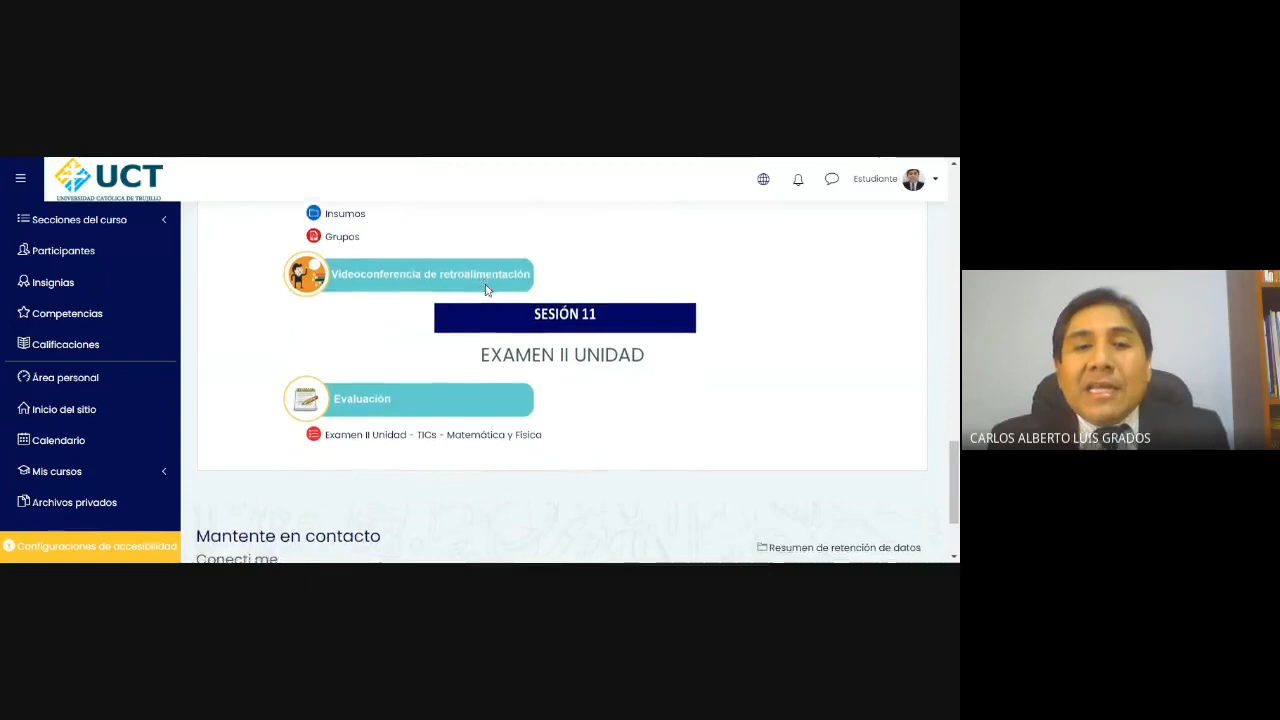 UCT
UNIVERSIDAD CATÓLICA DE TRUJILLO
Estudiante
Secciones del curso
Participantes
Insignias
Competencias
Calificaciones
Área personal
Inicio del sitio
Calendario
Mis cursos
Archivos privados
Configuraciones de accesibilidad
Insumos
Grupos
Videoconferencia de retroalimentación
SESIÓN 11
EXAMEN II UNIDAD
Evaluación
Examen II Unidad - TICs - Matemática y Física
Mantente en contacto
Conecti me
Resumen de retención de datos
CARLOS ALBERTO LUIS GRADOS